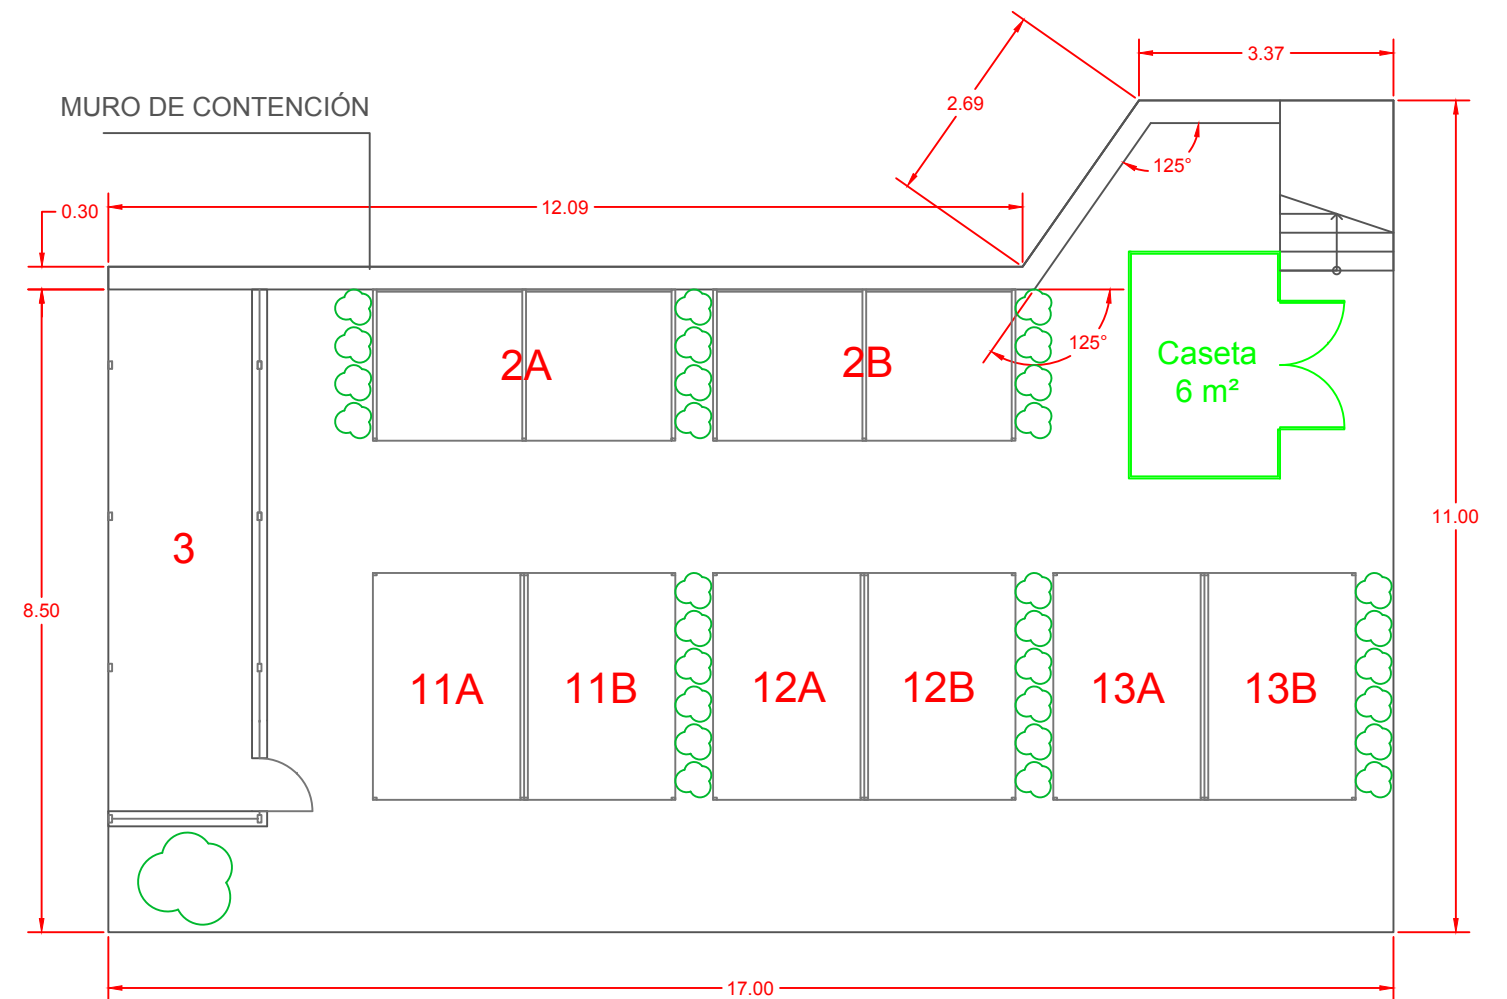 3.37
2.69
MURO DE CONTENCIÓN
125°
0.30
12.09
125°
Caseta
6 m²
2A
2B
11.00
3
8.50
11A
11B
12A
12B
13A
13B
17.00